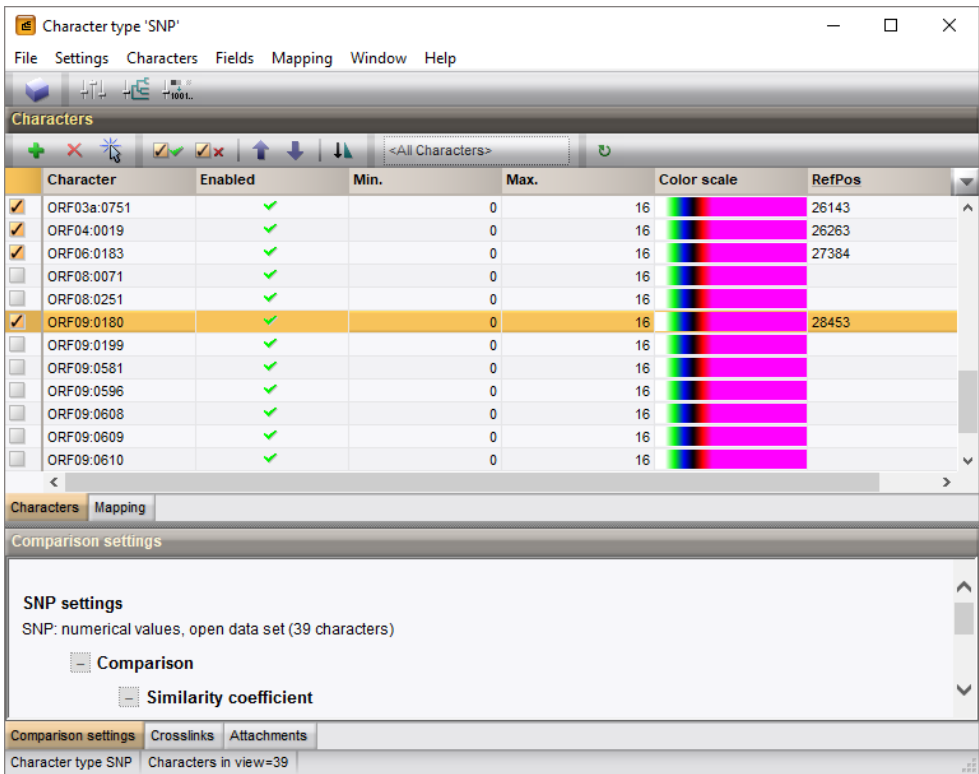 Character type 'SNP'
File Settings Characters Fields Mapping Window Help
1001..
Characters
<All Characters>
Character Enabled Min. Max. Color scale RefPos
ORF03a:0751 0 16 26143
ORF04:0019 0 16 26263
ORF06:0183 0 16 27384
ORF08:0071 0 16
ORF08:0251 0 16
ORF09:0180 0 16 28453
ORF09:0199 0 16
ORF09:0581 0 16
ORF09:0596 0 16
ORF09:0608 0 16
ORF09:0609 0 16
ORF09:0610 0 16
Characters Mapping
Comparison settings
SNP settings
SNP: numerical values, open data set (39 characters)
Comparison
Similarity coefficient
Comparison settings Crosslinks Attachments
Character type SNP Characters in view=39